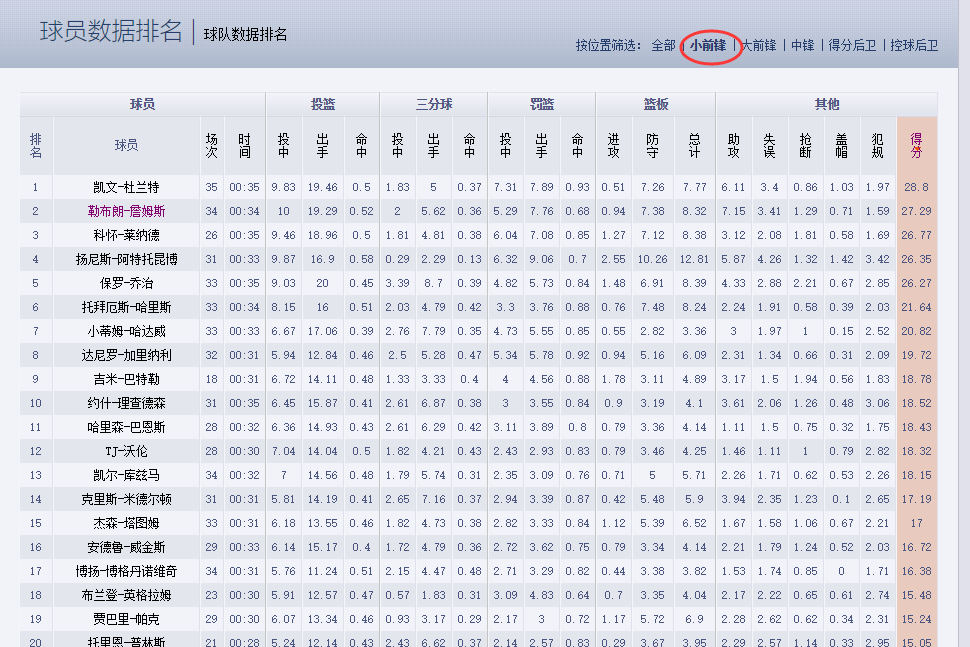 球员数据排名 | 球队数据排名
按位置筛选： 全部 | 小前锋 | 大前锋 | 中锋 | 得分后卫 | 控球后卫
球员 投篮 三分球 罚篮 篮板 其他
排名 球员 场次 时间 投中 出手 命中 投中 出手 命中 投中 出手 命中 进攻 防守 总计 助攻 失误 抢断 盖帽 犯规 得分
1 凯文-杜兰特 35 00:35 9.83 19.46 0.5 1.83 5 0.37 7.31 7.89 0.93 0.51 7.26 7.77 6.11 3.4 0.86 1.03 1.97 28.8
2 勒布朗-詹姆斯 34 00:34 10 19.29 0.52 2 5.62 0.36 5.29 7.76 0.68 0.94 7.38 8.32 7.15 3.41 1.29 0.71 1.59 27.29
3 科怀-莱纳德 26 00:35 9.46 18.96 0.5 1.81 4.81 0.38 6.04 7.08 0.85 1.27 7.12 8.38 3.12 2.08 1.81 0.58 1.69 26.77
4 扬尼斯-阿特托昆博 31 00:33 9.87 16.9 0.58 0.29 2.29 0.13 6.32 9.06 0.7 2.55 10.26 12.81 5.87 4.26 1.32 1.42 3.42 26.35
5 保罗-乔治 33 00:35 9.03 20 0.45 3.39 8.7 0.39 4.82 5.73 0.84 1.48 6.91 8.39 4.33 2.88 2.21 0.67 2.85 26.27
6 托拜厄斯-哈里斯 33 00:34 8.15 16 0.51 2.03 4.79 0.42 3.3 3.76 0.88 0.76 7.48 8.24 2.24 1.91 0.58 0.39 2.03 21.64
7 小蒂姆-哈达威 33 00:33 6.67 17.06 0.39 2.76 7.79 0.35 4.73 5.55 0.85 0.55 2.82 3.36 3 1.97 1 0.15 2.52 20.82
8 达尼罗-加里纳利 32 00:31 5.94 12.84 0.46 2.5 5.28 0.47 5.34 5.78 0.92 0.94 5.16 6.09 2.31 1.34 0.66 0.31 2.09 19.72
9 吉米-巴特勒 18 00:31 6.72 14.11 0.48 1.33 3.33 0.4 4 4.56 0.88 1.78 3.11 4.89 3.17 1.5 1.94 0.56 1.83 18.78
10 约什-理查德森 31 00:35 6.45 15.87 0.41 2.61 6.87 0.38 3 3.55 0.84 0.9 3.19 4.1 3.61 2.06 1.26 0.48 3.06 18.52
11 哈里森-巴恩斯 28 00:32 6.36 14.93 0.43 2.61 6.29 0.42 3.11 3.89 0.8 0.79 3.36 4.14 1.11 1.5 0.75 0.32 1.75 18.43
12 TJ-沃伦 28 00:30 7.04 14.04 0.5 1.82 4.21 0.43 2.43 2.93 0.83 0.79 3.46 4.25 1.46 1.11 1 0.79 2.82 18.32
13 凯尔-库兹马 34 00:32 7 14.56 0.48 1.79 5.74 0.31 2.35 3.09 0.76 0.71 5 5.71 2.26 1.71 0.62 0.53 2.26 18.15
14 克里斯-米德尔顿 31 00:31 5.81 14.19 0.41 2.65 7.16 0.37 2.94 3.39 0.87 0.42 5.48 5.9 3.94 2.35 1.23 0.1 2.65 17.19
15 杰森-塔图姆 33 00:31 6.18 13.55 0.46 1.82 4.73 0.38 2.82 3.33 0.84 1.12 5.39 6.52 1.67 1.58 1.06 0.67 2.21 17
16 安德鲁-威金斯 29 00:33 6.14 15.17 0.4 1.72 4.79 0.36 2.72 3.62 0.75 0.79 3.34 4.14 2.21 1.79 1.24 0.52 2.03 16.72
17 博扬-博格丹诺维奇 34 00:31 5.76 11.24 0.51 2.15 4.47 0.48 2.71 3.29 0.82 0.44 3.38 3.82 1.53 1.74 0.85 0 1.71 16.38
18 布兰登-英格拉姆 23 00:30 5.91 12.57 0.47 0.57 1.83 0.31 3.09 4.83 0.64 0.7 3.35 4.04 2.17 2.22 0.65 0.61 2.74 15.48
19 贾巴里-帕克 29 00:30 6.07 13.34 0.46 0.93 3.17 0.29 2.17 3 0.72 1.17 5.72 6.9 2.28 2.62 0.62 0.34 2.31 15.24
20 托里恩-普林斯 21 00:28 5.24 12.14 0.43 2.43 6.62 0.37 2.14 2.57 0.83 0.29 3.67 3.95 2.29 2.57 1.14 0.33 2.95 15.05